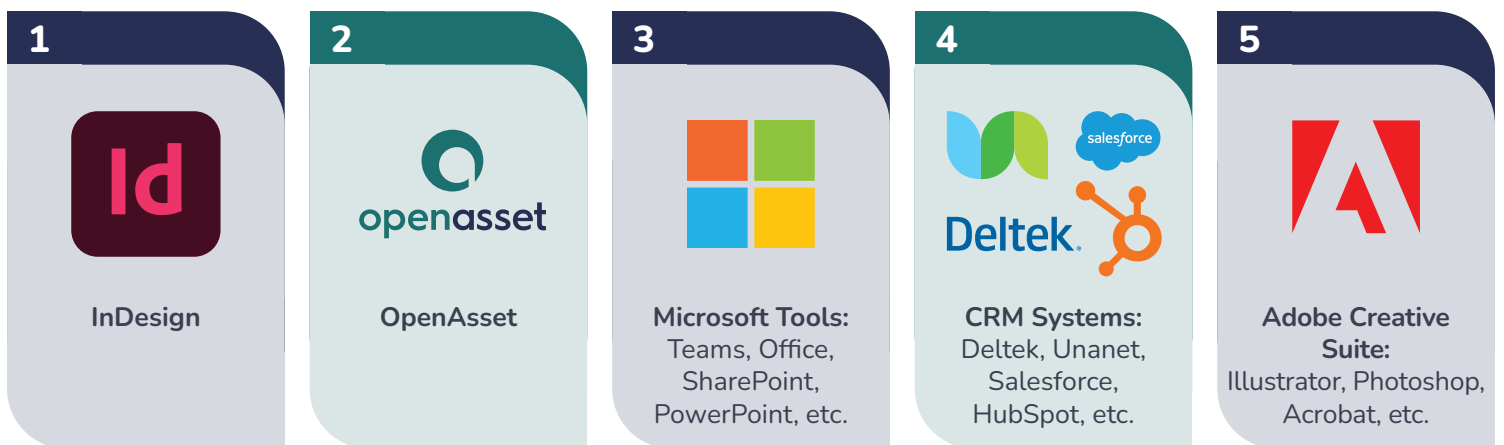 1
Id
InDesign
2
openasset
OpenAsset
3
Microsoft Tools:
Teams, Office,
SharePoint,
PowerPoint, etc.
4
salesforce
Deltek.
CRM Systems:
Deltek, Unanet,
Salesforce,
HubSpot, etc.
5
Adobe Creative
Suite:
Illustrator, Photoshop,
Acrobat, etc.